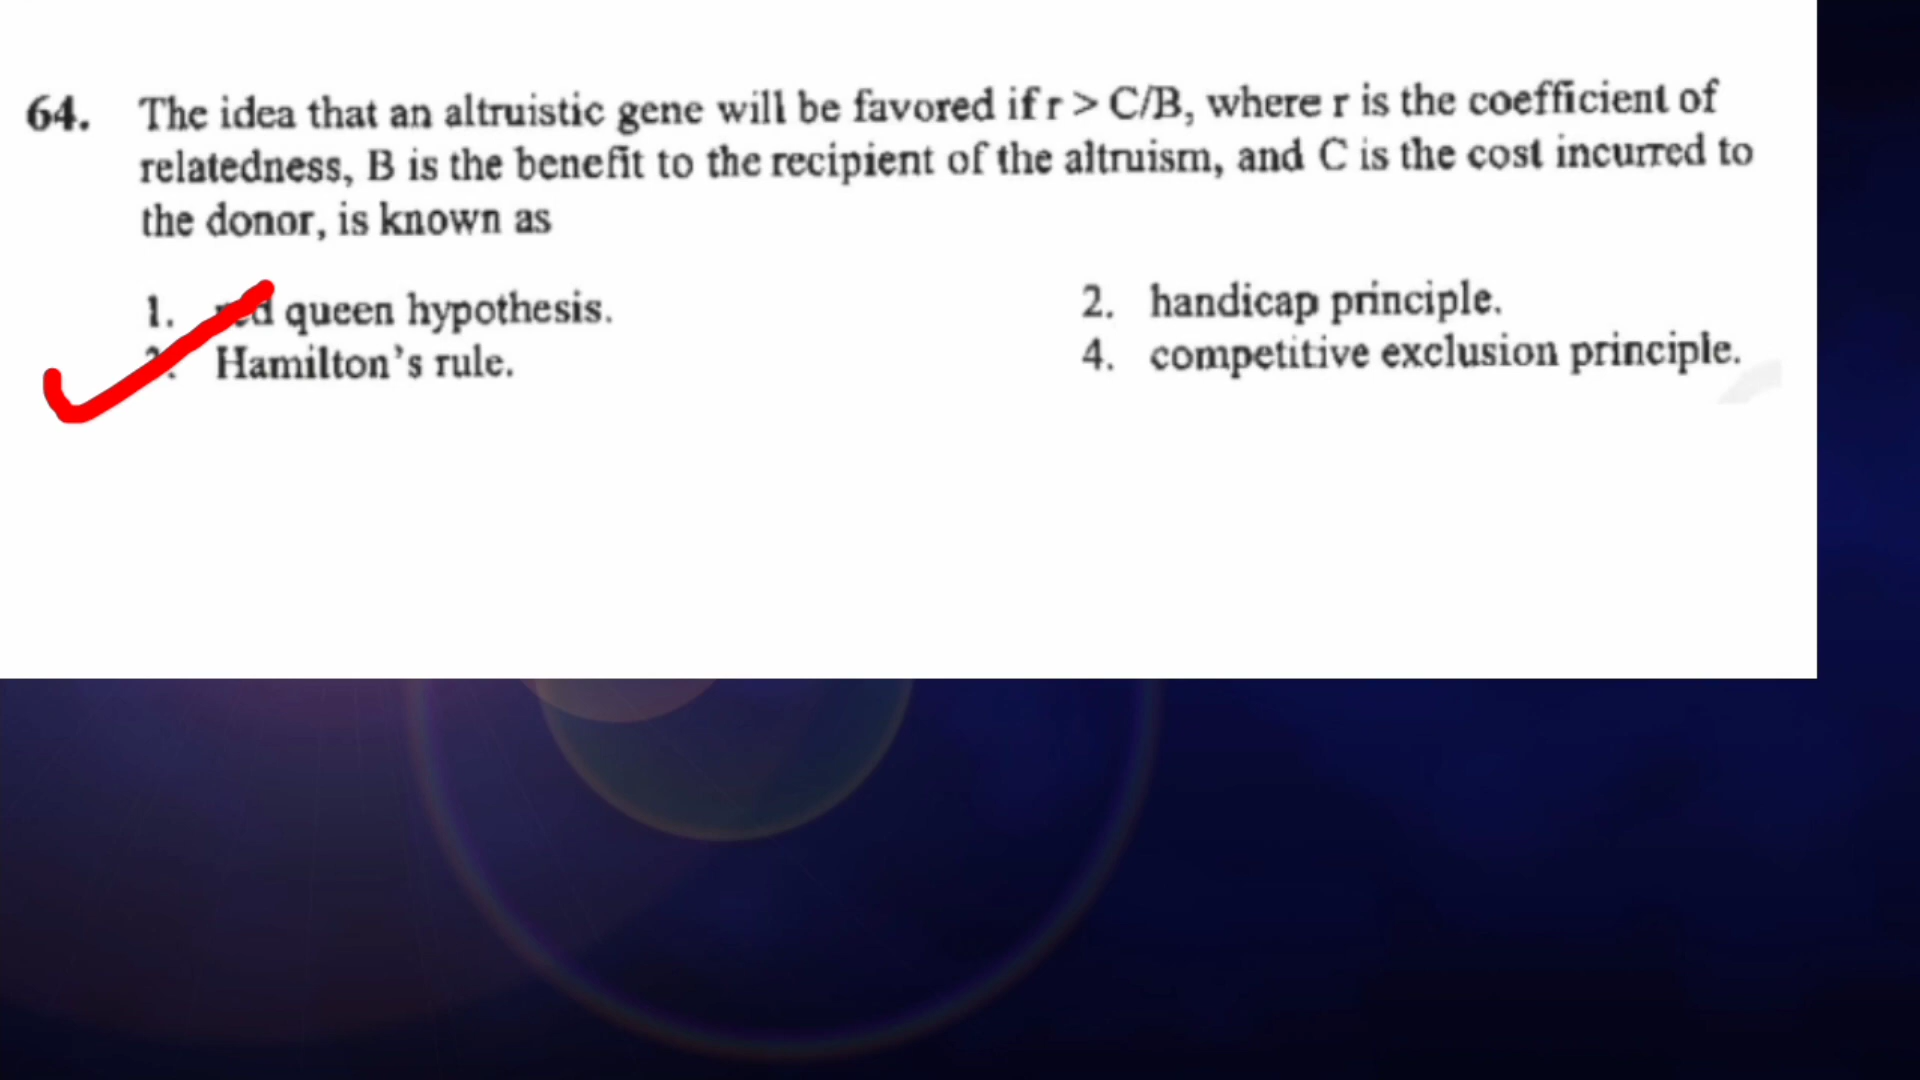 64. The idea that an altruistic gene will be favored if r > C/B, where r is the coefficient of
relatedness, B is the benefit to the recipient of the altruism, and C is the cost incurred to
the donor, is known as
1. red queen hypothesis.
2. handicap principle.
Hamilton's rule.
4. competitive exclusion principle.